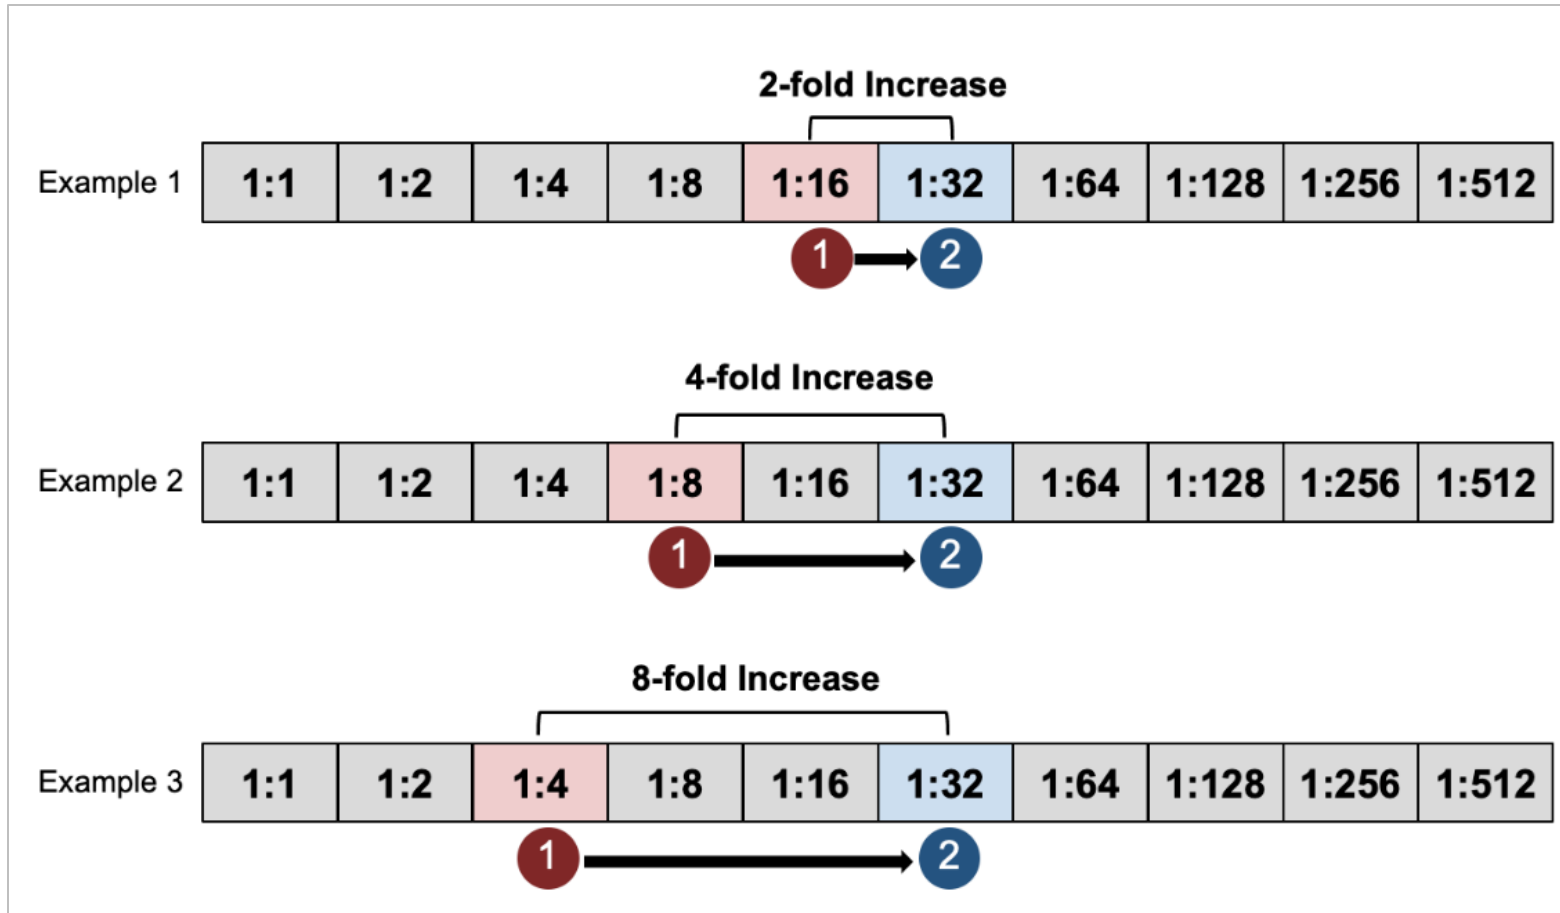 2-fold Increase
Example 1 1:1 1:2 1:4 1:8 1:16 1:32 1:64 1:128 1:256 1:512
1 2
4-fold Increase
Example 2 1:1 1:2 1:4 1:8 1:16 1:32 1:64 1:128 1:256 1:512
1 2
8-fold Increase
Example 3 1:1 1:2 1:4 1:8 1:16 1:32 1:64 1:128 1:256 1:512
1 2